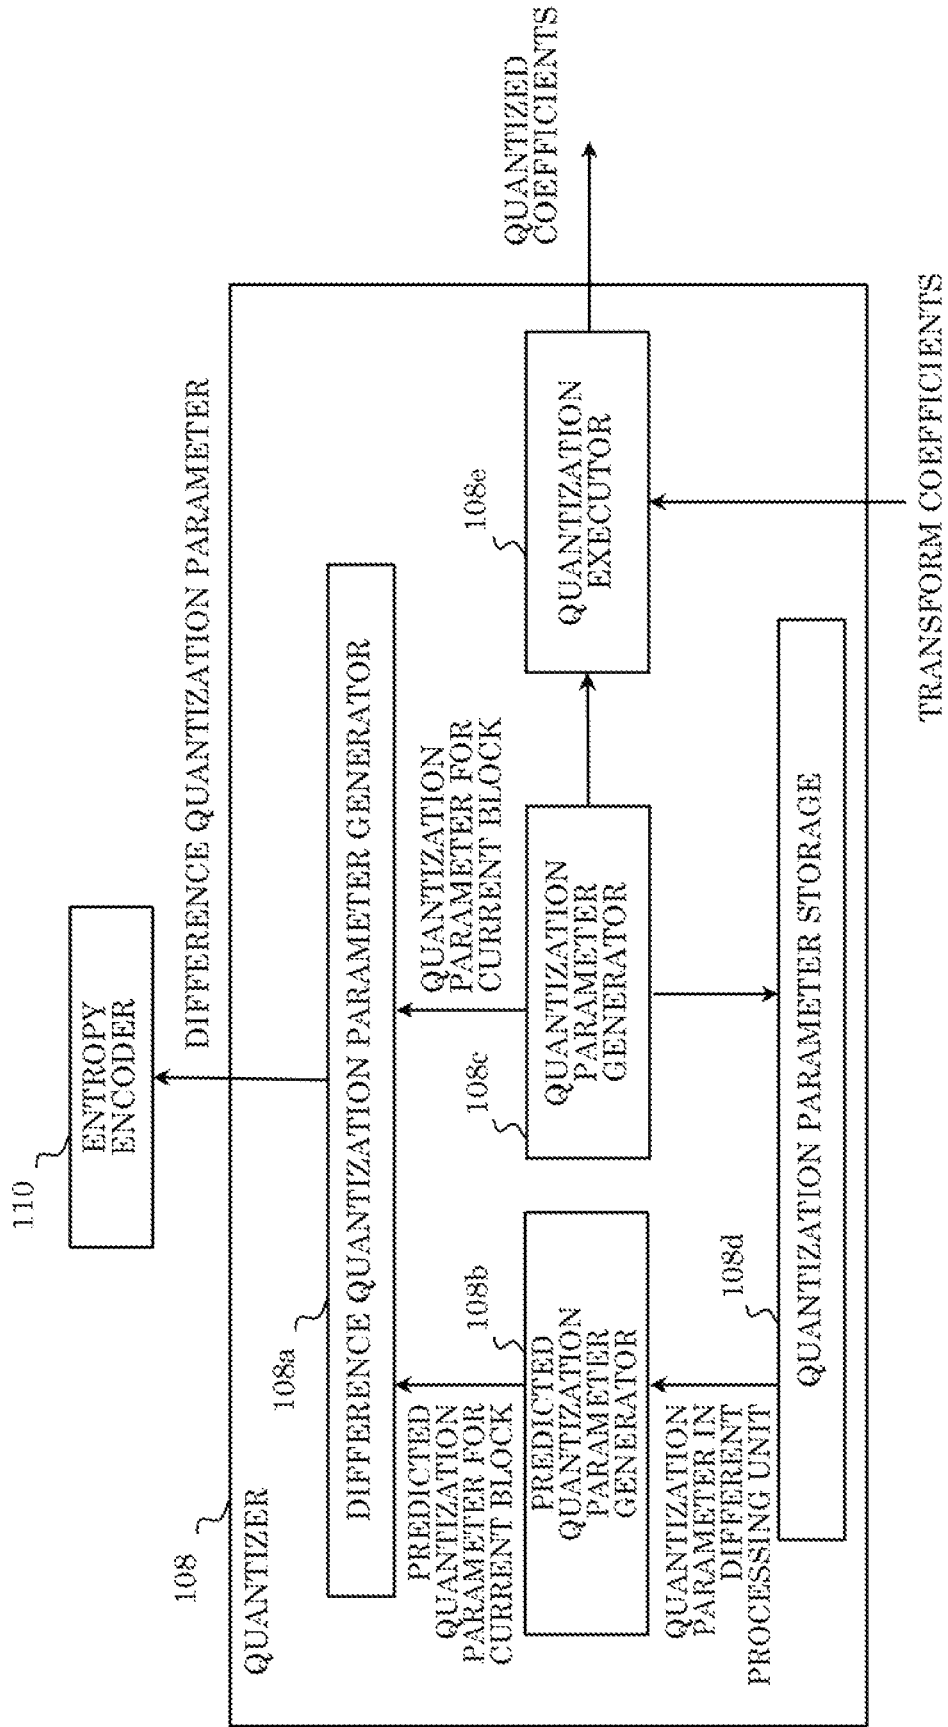 110
ENTROPY
ENCODER
DIFFERENCE QUANTIZATION PARAMETER
108
QUANTIZER
108a
DIFFERENCE QUANTIZATION PARAMETER GENERATOR
PREDICTED
QUANTIZATION
PARAMETER FOR
CURRENT BLOCK
QUANTIZATION
PARAMETER FOR
CURRENT BLOCK
108b
PREDICTED
QUANTIZATION
PARAMETER
GENERATOR
108c
QUANTIZATION
PARAMETER
GENERATOR
108e
QUANTIZATION
EXECUTOR
QUANTIZED
COEFFICIENTS
QUANTIZATION
PARAMETER IN
DIFFERENT
PROCESSING UNIT
108d
QUANTIZATION PARAMETER STORAGE
TRANSFORM COEFFICIENTS